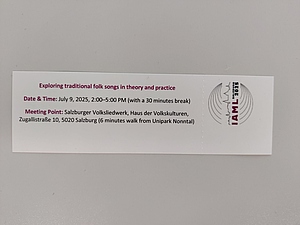 Exploring traditional folk songs in theory and practice
Date & Time: July 9, 2025, 2:00–5:00 PM (with a 30 minutes break)
Meeting Point: Salzburger Volksliedwerk, Haus der Volkskulturen,
Zugallistraße 10, 5020 Salzburg (6 minutes walk from Unipark Nonntal)
IAML